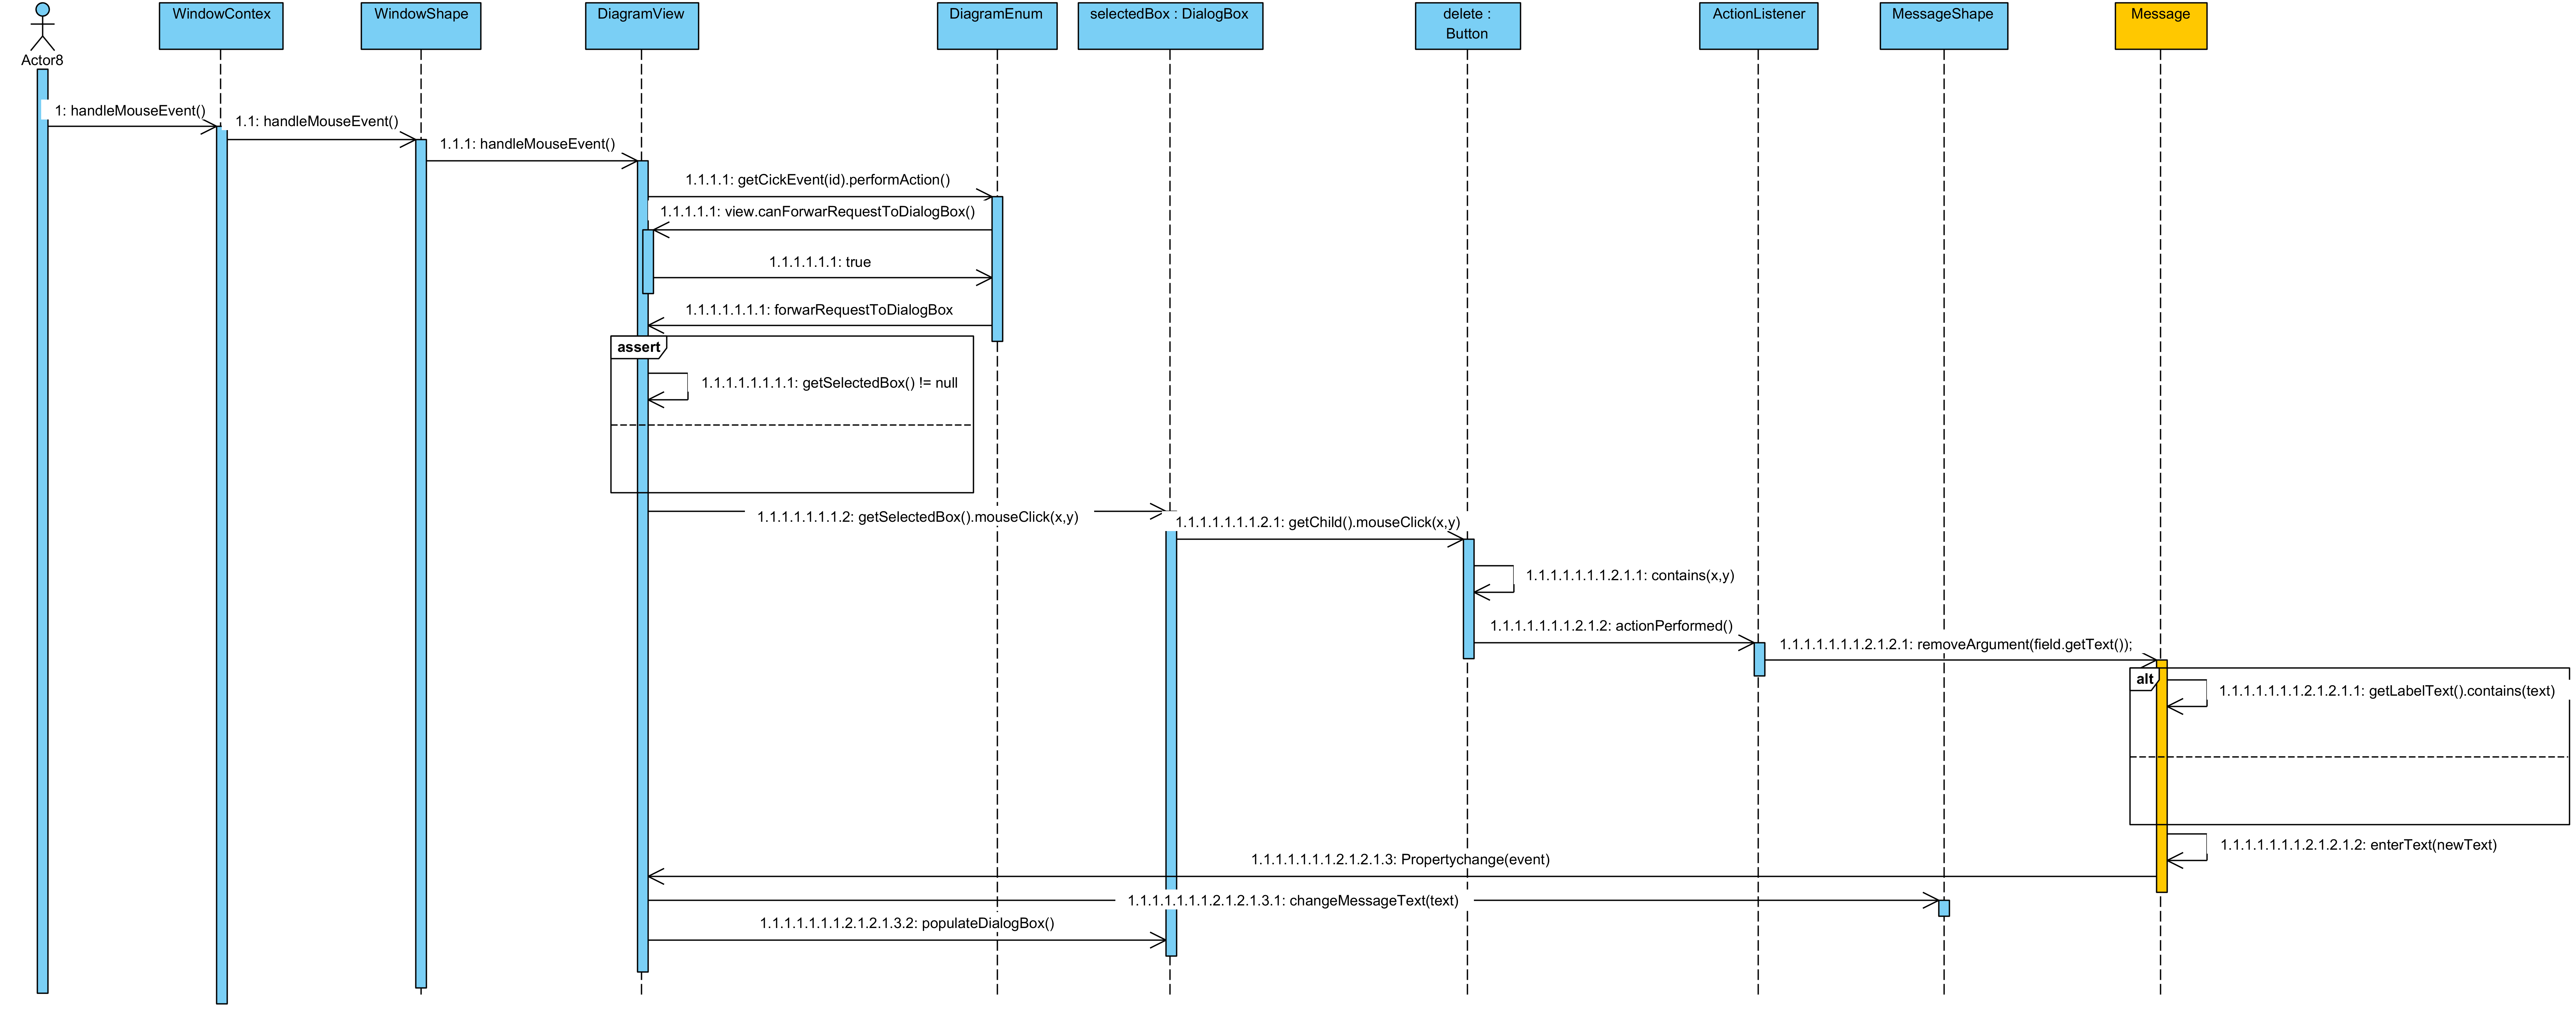 WindowContex
WindowShape
DiagramView
DiagramEnum
selectedBox : DialogBox
delete :
Button
ActionListener
MessageShape
Message
Actor8
1: handleMouseEvent()
1.1: handleMouseEvent()
1.1.1: handleMouseEvent()
1.1.1.1: getCickEvent(id).performAction()
1.1.1.1.1: view.canForwarRequestToDialogBox()
1.1.1.1.1.1: true
1.1.1.1.1.1.1: forwarRequestToDialogBox
assert
1.1.1.1.1.1.1.1: getSelectedBox() != null
1.1.1.1.1.1.1.2: getSelectedBox().mouseClick(x,y)
1.1.1.1.1.1.1.2.1: getChild().mouseClick(x,y)
1.1.1.1.1.1.1.2.1.1: contains(x,y)
1.1.1.1.1.1.1.2.1.2: actionPerformed()
1.1.1.1.1.1.1.2.1.2.1: removeArgument(field.getText());
alt
1.1.1.1.1.1.1.2.1.2.1.1: getLabelText().contains(text)
1.1.1.1.1.1.1.2.1.2.1.2: enterText(newText)
1.1.1.1.1.1.1.2.1.2.1.3: Propertychange(event)
1.1.1.1.1.1.1.2.1.2.1.3.1: changeMessageText(text)
1.1.1.1.1.1.1.2.1.2.1.3.2: populateDialogBox()